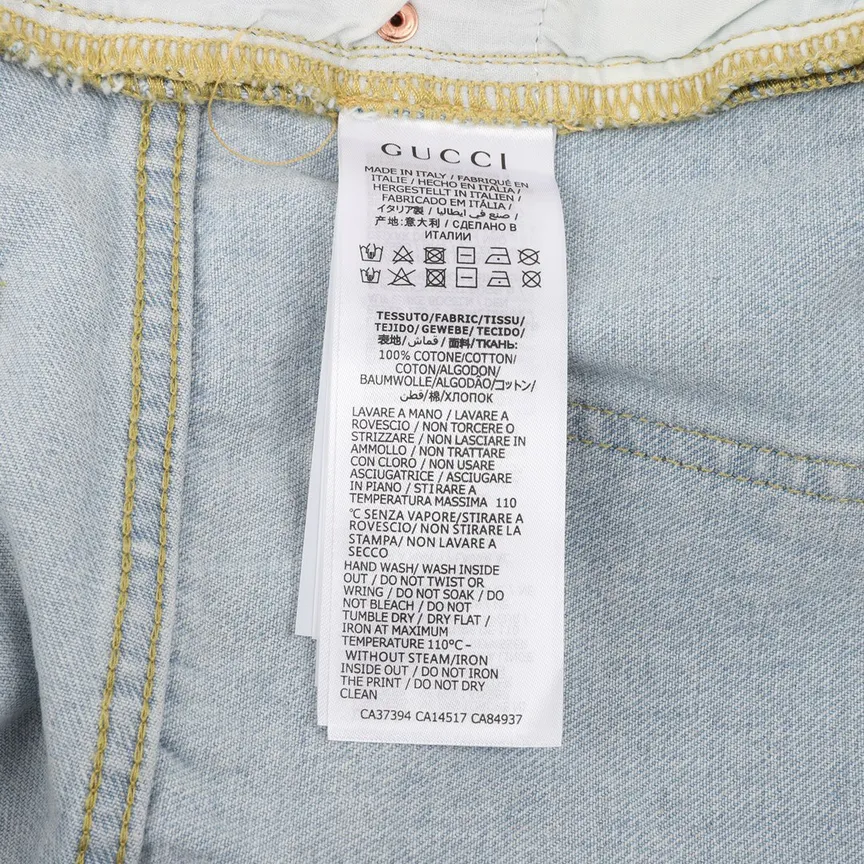 GUCCI
MADE IN ITALY / FABRIQUÉ EN
ITALIE / HECHO EN ITALIA /
HERGESTELLT IN ITALIEN /
FABRICADO EM ITÁLIA /
イタリア製 / صنع في ايطاليا /
产地:意大利 / СДЕЛАНО В
ИТАЛИИ
TESSUTO/FABRIC/TISSU/
TEJIDO/GEWEBE/TECIDO/
表地/قماش/面料/ТКАНЬ:
100% COTONE/COTTON/
COTON/ALGODON/
BAUMWOLLE/ALGODÃO/コットン/
قطن/棉/ХЛОПОК
LAVARE A MANO / LAVARE A
ROVESCIO / NON TORCERE O
STRIZZARE / NON LASCIARE IN
AMMOLLO / NON TRATTARE
CON CLORO / NON USARE
ASCIUGATRICE / ASCIUGARE
IN PIANO / STIRARE A
TEMPERATURA MASSIMA 110
°C SENZA VAPORE/STIRARE A
ROVESCIO/ NON STIRARE LA
STAMPA/ NON LAVARE A
SECCO
HAND WASH/ WASH INSIDE
OUT / DO NOT TWIST OR
WRING / DO NOT SOAK / DO
NOT BLEACH / DO NOT
TUMBLE DRY / DRY FLAT /
IRON AT MAXIMUM
TEMPERATURE 110°C -
WITHOUT STEAM/IRON
INSIDE OUT / DO NOT IRON
THE PRINT / DO NOT DRY
CLEAN
CA37394 CA14517 CA84937